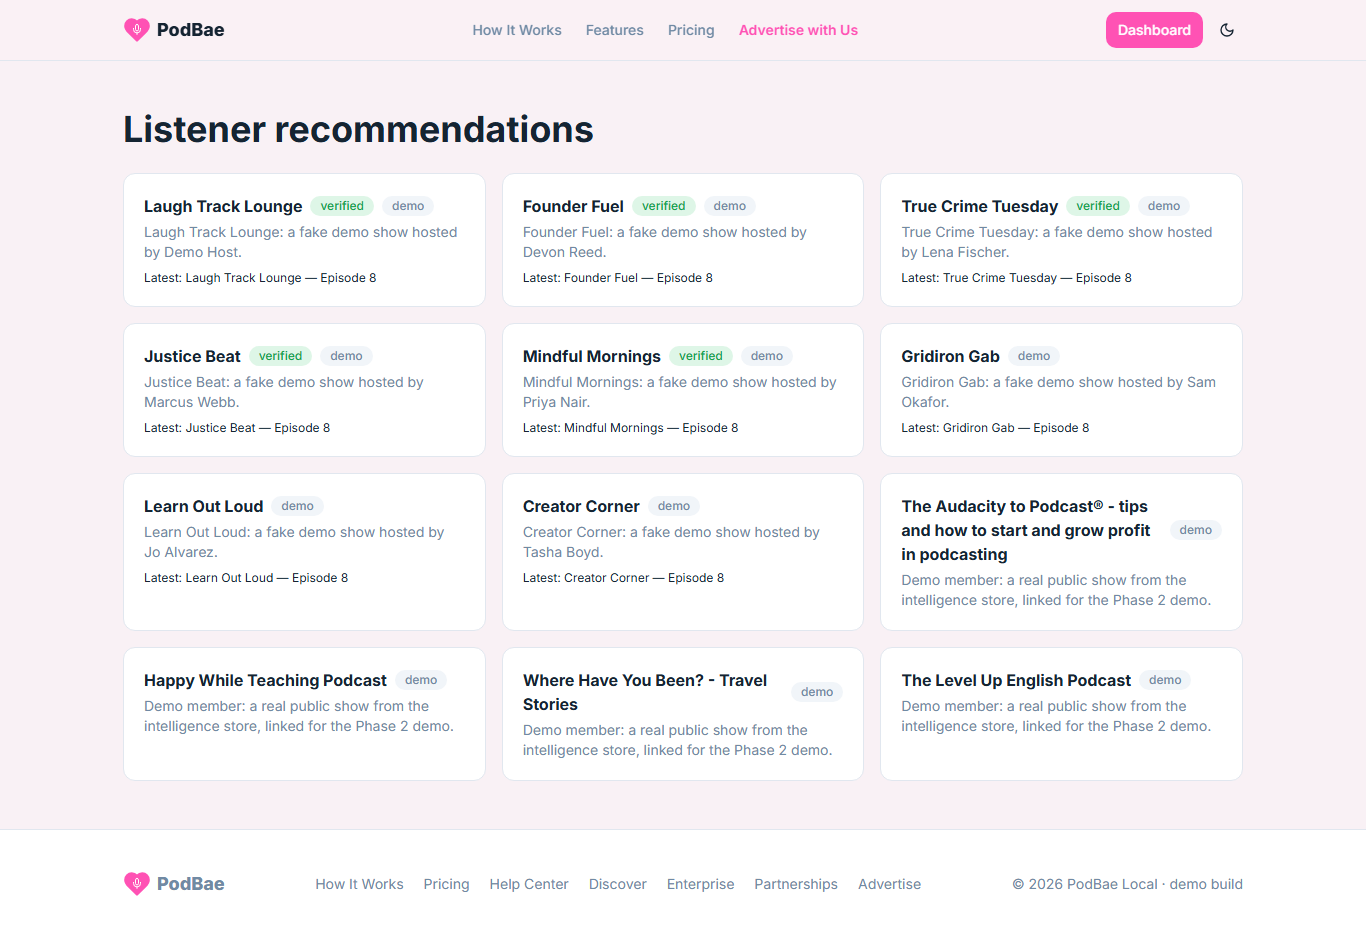 PodBae
How It Works
Features
Pricing
Advertise with Us
Dashboard
Listener recommendations
Laugh Track Lounge verified demo
Laugh Track Lounge: a fake demo show hosted
by Demo Host.
Latest: Laugh Track Lounge — Episode 8
Founder Fuel verified demo
Founder Fuel: a fake demo show hosted by
Devon Reed.
Latest: Founder Fuel — Episode 8
True Crime Tuesday verified demo
True Crime Tuesday: a fake demo show hosted
by Lena Fischer.
Latest: True Crime Tuesday — Episode 8
Justice Beat verified demo
Justice Beat: a fake demo show hosted by
Marcus Webb.
Latest: Justice Beat — Episode 8
Mindful Mornings verified demo
Mindful Mornings: a fake demo show hosted by
Priya Nair.
Latest: Mindful Mornings — Episode 8
Gridiron Gab demo
Gridiron Gab: a fake demo show hosted by Sam
Okafor.
Latest: Gridiron Gab — Episode 8
Learn Out Loud demo
Learn Out Loud: a fake demo show hosted by
Jo Alvarez.
Latest: Learn Out Loud — Episode 8
Creator Corner demo
Creator Corner: a fake demo show hosted by
Tasha Boyd.
Latest: Creator Corner — Episode 8
The Audacity to Podcast® - tips
and how to start and grow profit
in podcasting
demo
Demo member: a real public show from the
intelligence store, linked for the Phase 2 demo.
Happy While Teaching Podcast demo
Demo member: a real public show from the
intelligence store, linked for the Phase 2 demo.
Where Have You Been? - Travel
Stories
demo
Demo member: a real public show from the
intelligence store, linked for the Phase 2 demo.
The Level Up English Podcast demo
Demo member: a real public show from the
intelligence store, linked for the Phase 2 demo.
PodBae
How It Works
Pricing
Help Center
Discover
Enterprise
Partnerships
Advertise
© 2026 PodBae Local · demo build